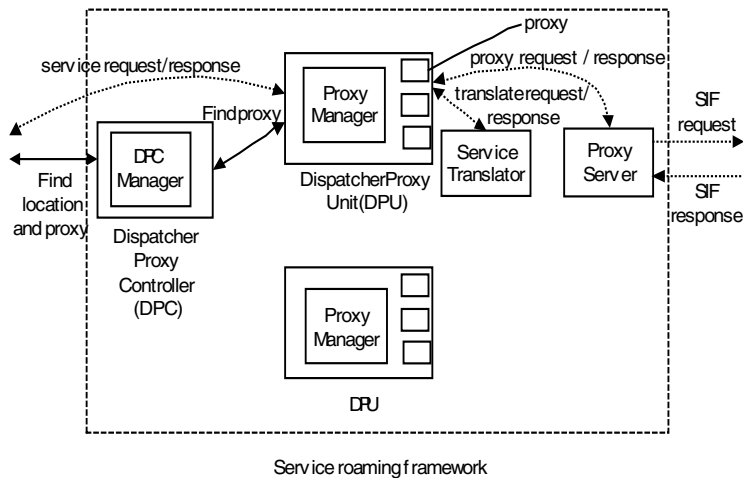 proxy
service request/response
proxy request / response
translate request/
response
Find proxy
Proxy
Manager
SIF
request
DPC
Manager
Service
Translator
Proxy
Server
Find
location
and proxy
Dispatcher Proxy
Unit(DPU)
SIF
response
Dispatcher
Proxy
Controller
(DPC)
Proxy
Manager
DPU
Service roaming framework